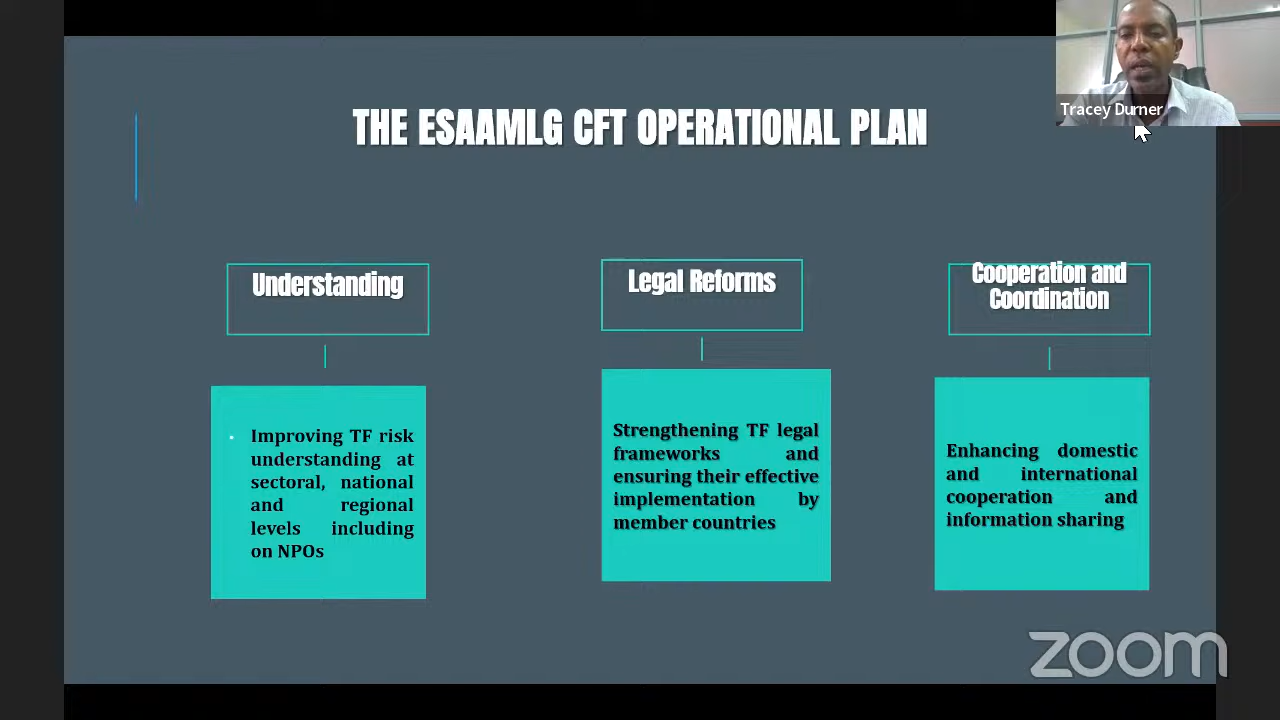 Tracey Durner
THE ESAAMLG CFT OPERATIONAL PLAN
Understanding
Improving TF risk
understanding at
sectoral, national
and regional
levels including
on NPOs
Legal Reforms
Strengthening TF legal
frameworks and
ensuring their effective
implementation by
member countries
Cooperation and
Coordination
Enhancing domestic
and international
cooperation and
information sharing
zoom